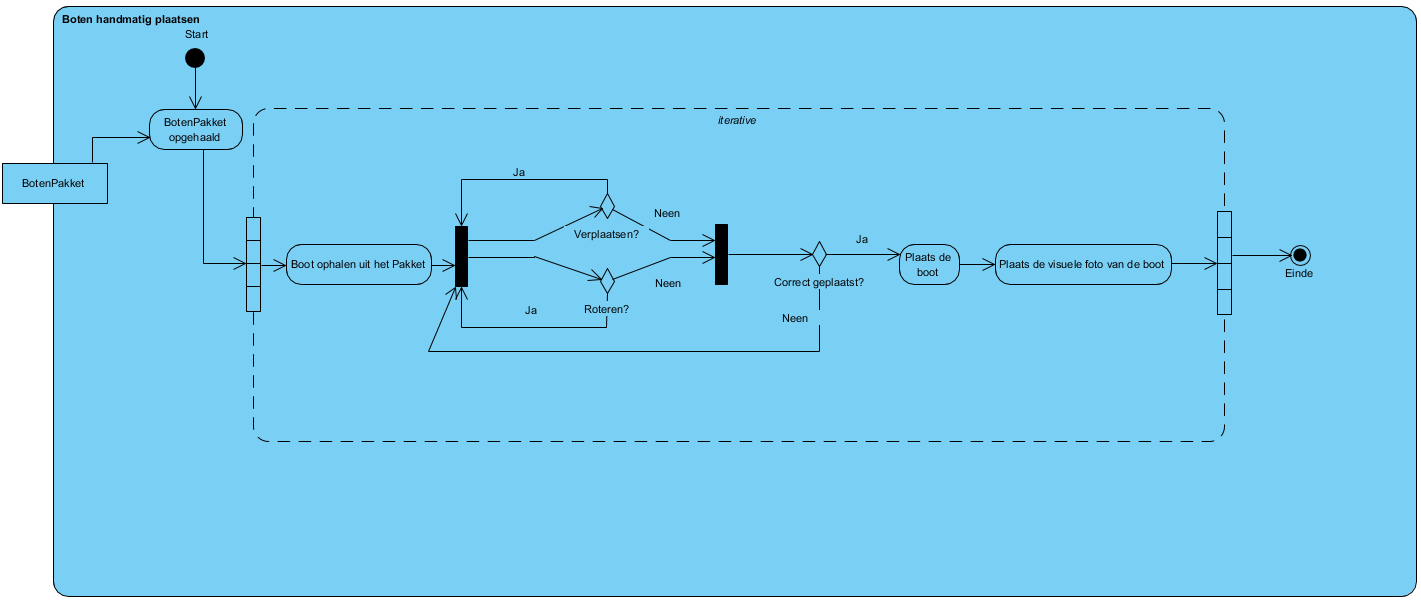 Boten handmatig plaatsen
Start
BotenPakket
opgehaald
BotenPakket
iterative
Boot ophalen uit het Pakket
Ja
Verplaatsen?
Neen
Roteren?
Ja
Neen
Correct geplaatst?
Ja
Neen
Plaats de
boot
Plaats de visuele foto van de boot
Einde